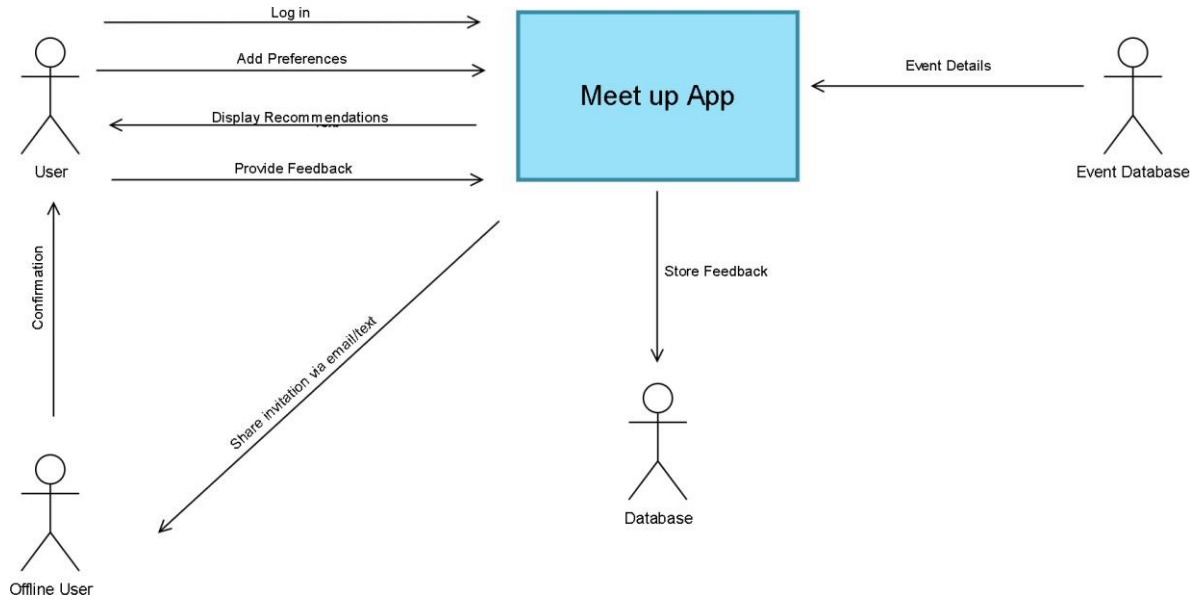 Log in
Add Preferences
Display Recommendations
Provide Feedback
User
Meet up App
Event Details
Event Database
Confirmation
Share invitation via email/text
Store Feedback
Database
Offline User